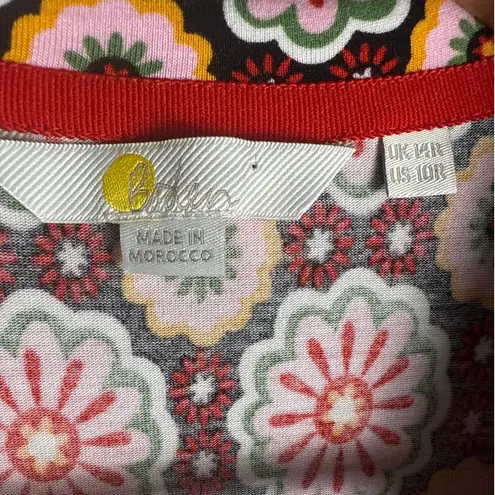 Boden
UK 14R
US 10R
MADE IN
MOROCCO